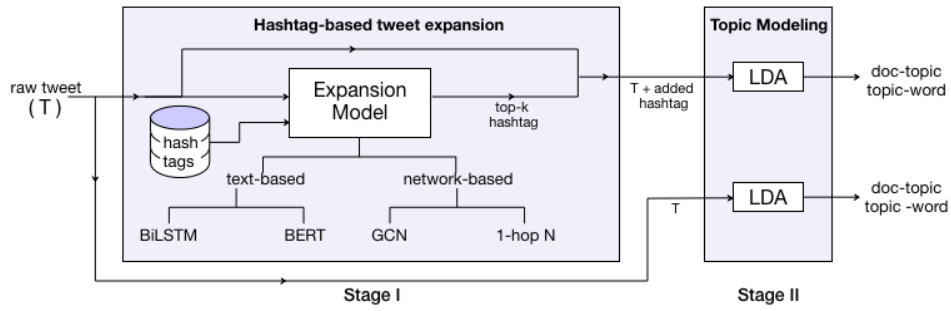 Hashtag-based tweet expansion
Topic Modeling
raw tweet
(T)
Expansion
Model
hash
tags
top-k
hashtag
T + added
hashtag
LDA
doc-topic
topic-word
text-based
network-based
BiLSTM
BERT
GCN
1-hop N
T
LDA
doc-topic
topic -word
Stage I
Stage II